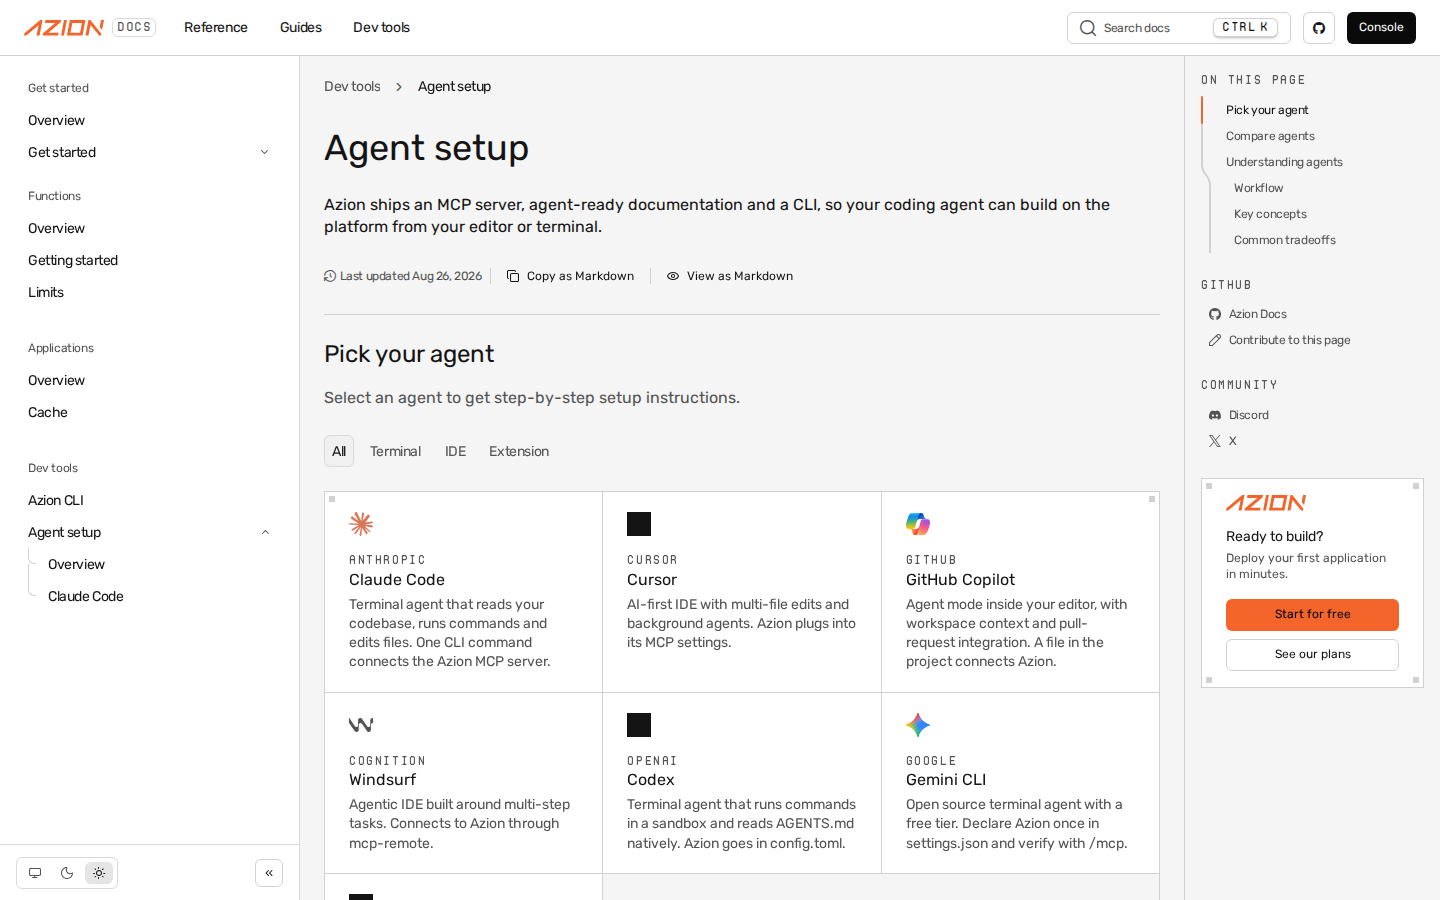 AZION DOCS Reference Guides Dev tools Search docs CTRL K Console
Get started
Overview
Get started
Functions
Overview
Getting started
Limits
Applications
Overview
Cache
Dev tools
Azion CLI
Agent setup
Overview
Claude Code
Dev tools > Agent setup
Agent setup
Azion ships an MCP server, agent-ready documentation and a CLI, so your coding agent can build on the
platform from your editor or terminal.
Last updated Aug 26, 2026 Copy as Markdown View as Markdown
Pick your agent
Select an agent to get step-by-step setup instructions.
All Terminal IDE Extension
ANTHROPIC
Claude Code
Terminal agent that reads your
codebase, runs commands and
edits files. One CLI command
connects the Azion MCP server.
CURSOR
Cursor
AI-first IDE with multi-file edits and
background agents. Azion plugs into
its MCP settings.
GITHUB
GitHub Copilot
Agent mode inside your editor, with
workspace context and pull-
request integration. A file in the
project connects Azion.
COGNITION
Windsurf
Agentic IDE built around multi-step
tasks. Connects to Azion through
mcp-remote.
OPENAI
Codex
Terminal agent that runs commands
in a sandbox and reads AGENTS.md
natively. Azion goes in config.toml.
GOOGLE
Gemini CLI
Open source terminal agent with a
free tier. Declare Azion once in
settings.json and verify with /mcp.
ON THIS PAGE
Pick your agent
Compare agents
Understanding agents
Workflow
Key concepts
Common tradeoffs
GITHUB
Azion Docs
Contribute to this page
COMMUNITY
Discord
X
AZION
Ready to build?
Deploy your first application
in minutes.
Start for free
See our plans